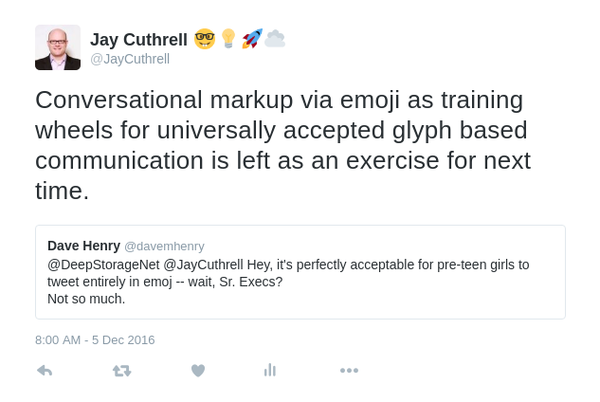 Jay Cuthrell 🤓💡🚀☁️
@JayCuthrell
Conversational markup via emoji as training
wheels for universally accepted glyph based
communication is left as an exercise for next
time.
Dave Henry @davemhenry
@DeepStorageNet @JayCuthrell Hey, it's perfectly acceptable for pre-teen girls to
tweet entirely in emoj -- wait, Sr. Execs?
Not so much.
8:00 AM - 5 Dec 2016